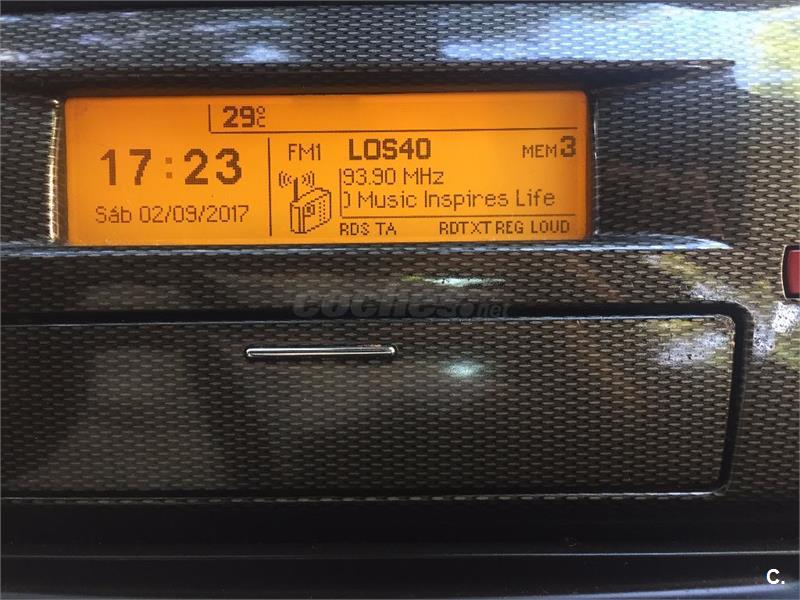 29°C
17:23
Sáb 02/09/2017
FM1 LOS40 MEM3
93.90 MHz
) Music Inspires Life
RDS TA RDTXT REG LOUD
coches.net
C.